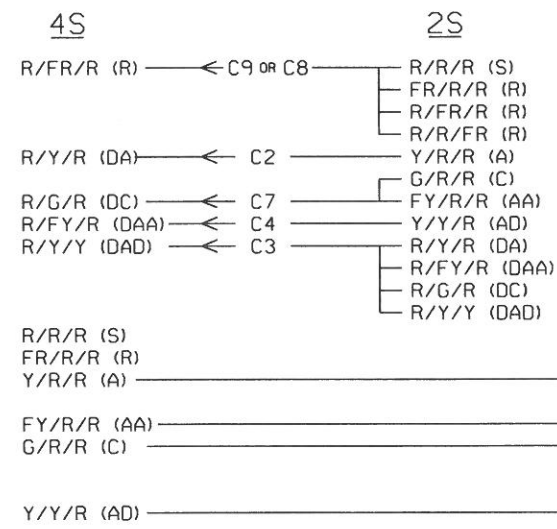 4S 2S
R/FR/R (R) C9 OR C8 R/R/R (S)
FR/R/R (R)
R/FR/R (R)
R/R/FR (R)
R/Y/R (DA) C2 Y/R/R (A)
G/R/R (C)
R/G/R (DC) C7 FY/R/R (AA)
R/FY/R (DAA) C4 Y/Y/R (AD)
R/Y/Y (DAD) C3 R/Y/R (DA)
R/FY/R (DAA)
R/G/R (DC)
R/Y/Y (DAD)
R/R/R (S)
FR/R/R (R)
Y/R/R (A)
FY/R/R (AA)
G/R/R (C)
Y/Y/R (AD)